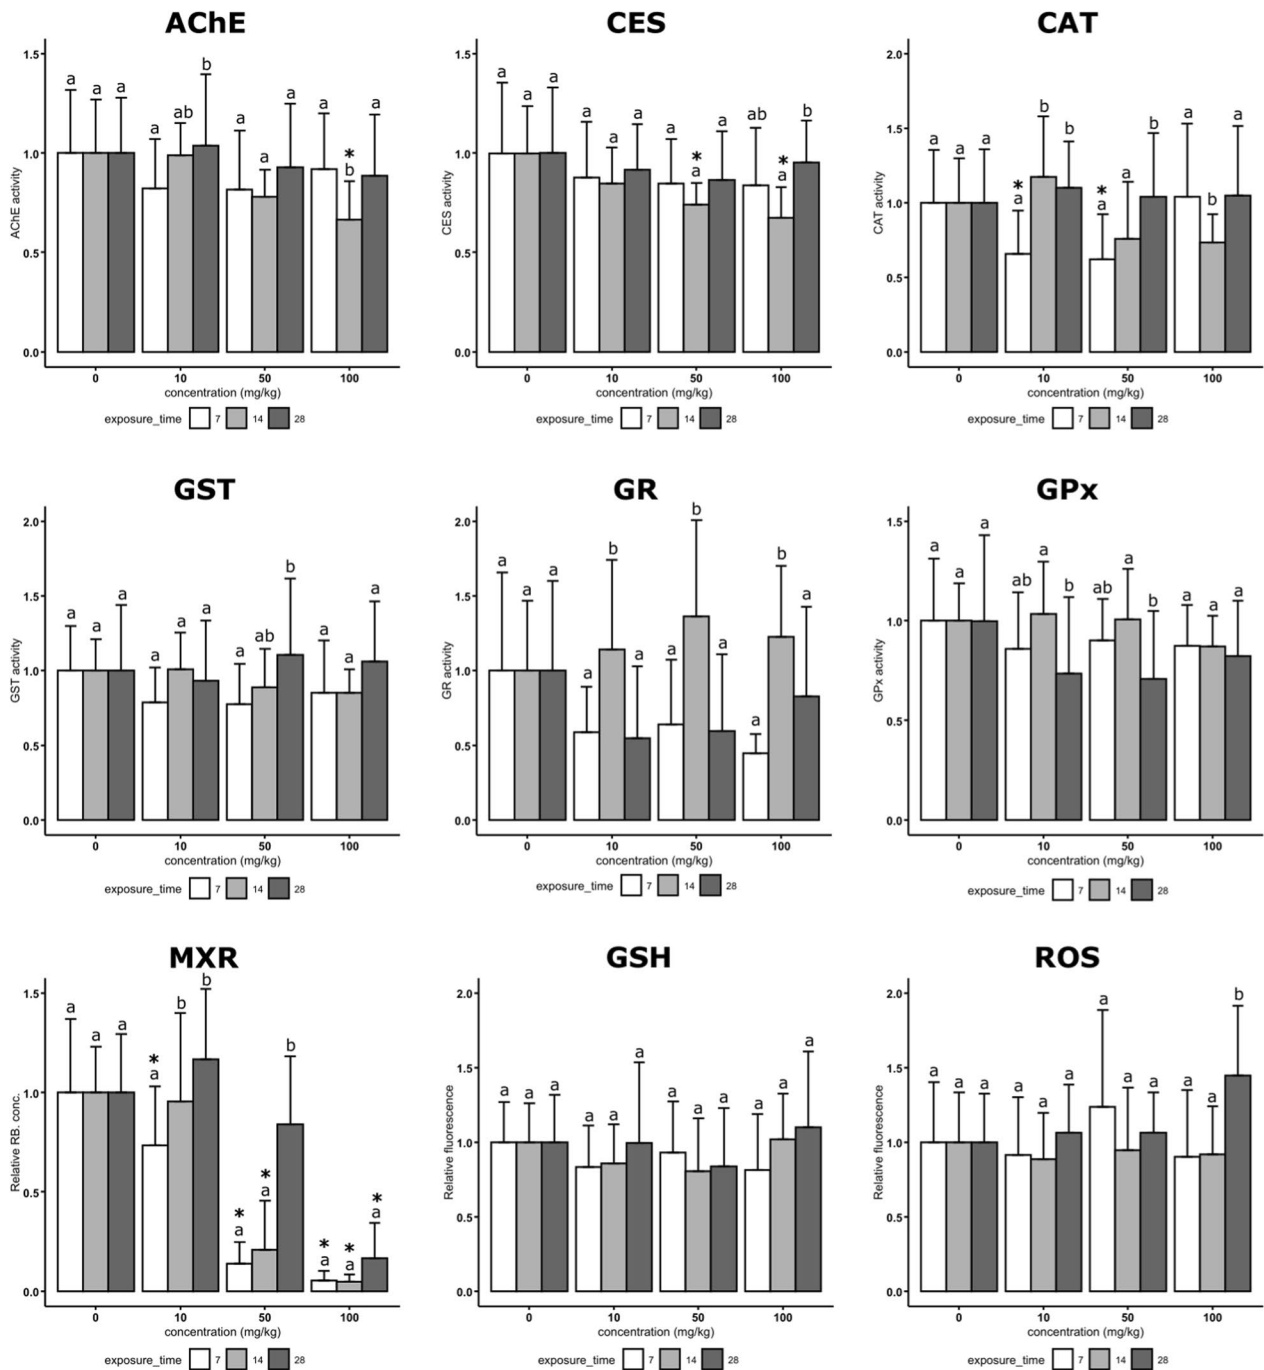 AChE
CES
CAT
1.5
1.0
0.5
0.0
AChE activity
a a a a ab b a a a a * b a
0 10 50 100
concentration (mg/kg)
exposure_time 7 14 28
1.5
1.0
0.5
0.0
CES activity
a a a a a a a * a a ab * a b
0 10 50 100
concentration (mg/kg)
exposure_time 7 14 28
2.0
1.5
1.0
0.5
0.0
CAT activity
a a a * a b b * a a b a b a
0 10 50 100
concentration (mg/kg)
exposure_time 7 14 28
GST
GR
GPx
2.0
1.5
1.0
0.5
0.0
GST activity
a a a a a a a ab b a a a
0 10 50 100
concentration (mg/kg)
exposure_time 7 14 28
2.0
1.5
1.0
0.5
0.0
GR activity
a a a a b a a b a a b a
0 10 50 100
concentration (mg/kg)
exposure_time 7 14 28
1.5
1.0
0.5
0.0
GPx activity
a a a ab a b ab a b a a a
0 10 50 100
concentration (mg/kg)
exposure_time 7 14 28
MXR
GSH
ROS
1.5
1.0
0.5
0.0
Relative RB. conc.
a a a * a b b * a * a b * a * a * a
0 10 50 100
concentration (mg/kg)
exposure_time 7 14 28
2.0
1.5
1.0
0.5
0.0
Relative fluorescence
a a a a a a a a a a a a
0 10 50 100
concentration (mg/kg)
exposure_time 7 14 28
2.0
1.5
1.0
0.5
0.0
Relative fluorescence
a a a a a a a a a a a b
0 10 50 100
concentration (mg/kg)
exposure_time 7 14 28